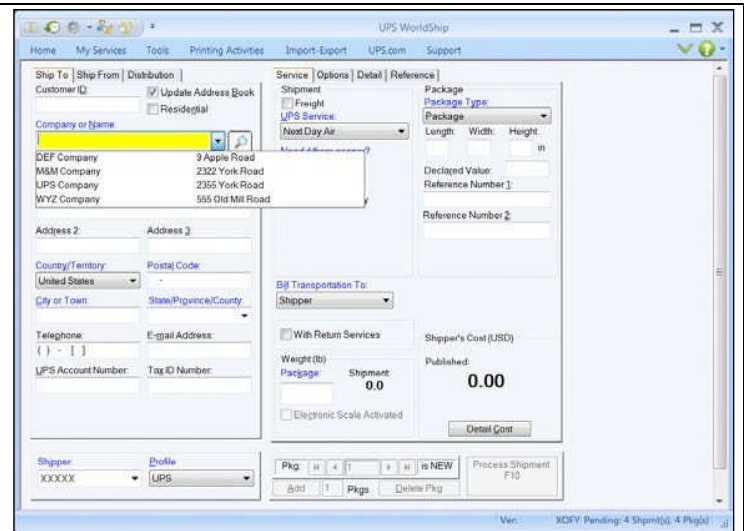 UPS WorldShip
Home My Services Tools Printing Activities Import-Export UPS.com Support
Ship To Ship From Distribution
Customer ID:
Update Address Book
Residential
Company or Name:
DEF Company 9 Apple Road
M&M Company 2322 York Road
UPS Company 2355 York Road
WYZ Company 555 Old Mill Road
Address 2: Address 3:
Country/Territory: Postal Code:
United States -
City or Town: State/Province/County:
Telephone: E-mail Address:
( ) - [ ]
UPS Account Number: Tax ID Number:
Shipper: Profile
XXXXX UPS
Service Options Detail Reference
Shipment
Freight
UPS Service:
Next Day Air
Bill Transportation To:
Shipper
With Return Services
Weight (lb)
Package: Shipment
0.0
Electronic Scale Activated
Package
Package Type:
Package
Length: Width: Height:
in
Declared Value:
Reference Number 1:
Reference Number 2:
Shipper's Cost (USD)
Published:
0.00
Detail Cost
Pkg: 1 is NEW
Add 1 Pkgs. Delete Pkg
Process Shipment
F10
Ver: XOFY Pending: 4 Shpmt(s), 4 Pkg(s)